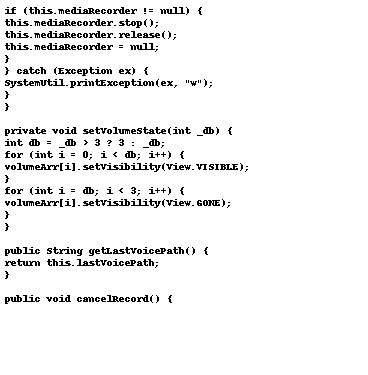 if (this.mediaRecorder != null) {
this.mediaRecorder.stop();
this.mediaRecorder.release();
this.mediaRecorder = null;
}
} catch (Exception ex) {
SystemUtil.printException(ex, "w");
}
}

private void setVolumeState(int _db) {
int db = _db > 3 ? 3 : _db;
for (int i = 0; i < db; i++) {
volumeArr[i].setVisibility(View.VISIBLE);
}
for (int i = db; i < 3; i++) {
volumeArr[i].setVisibility(View.GONE);
}
}

public String getLastVoicePath() {
return this.lastVoicePath;
}

public void cancelRecord() {